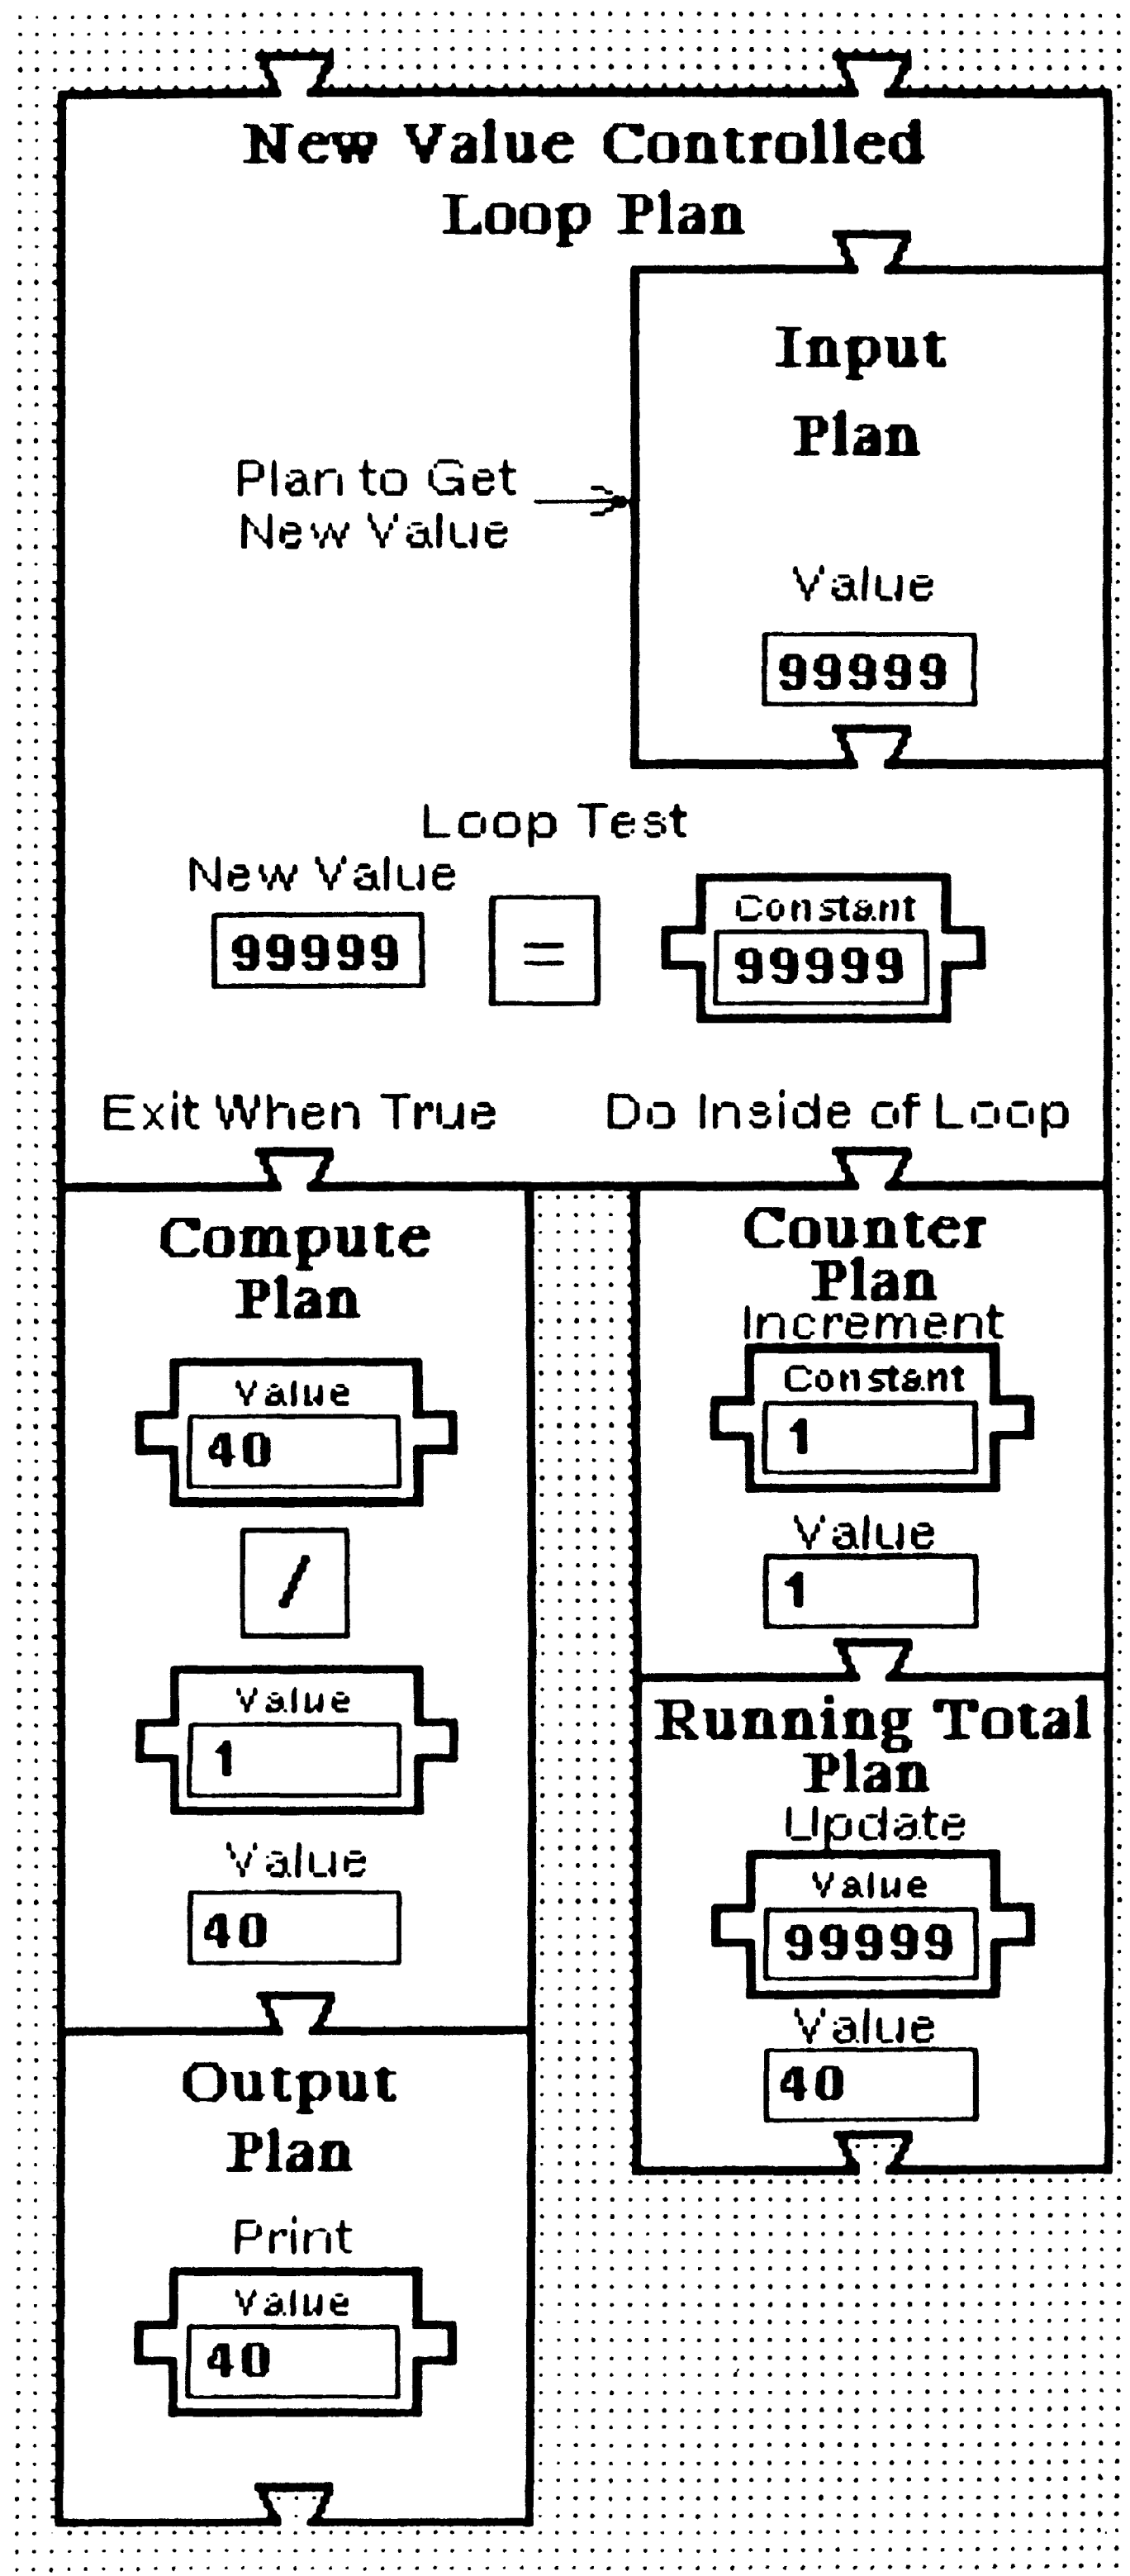 New Value Controlled
Loop Plan
Input
Plan
Plan to Get
New Value
Value
99999
Loop Test
New Value
99999
=
Constant
99999
Exit When True
Do Inside of Loop
Compute
Plan
Value
40
/
Value
1
Value
40
Output
Plan
Print
Value
40
Counter
Plan
Increment
Constant
1
Value
1
Running Total
Plan
Update
Value
99999
Value
40